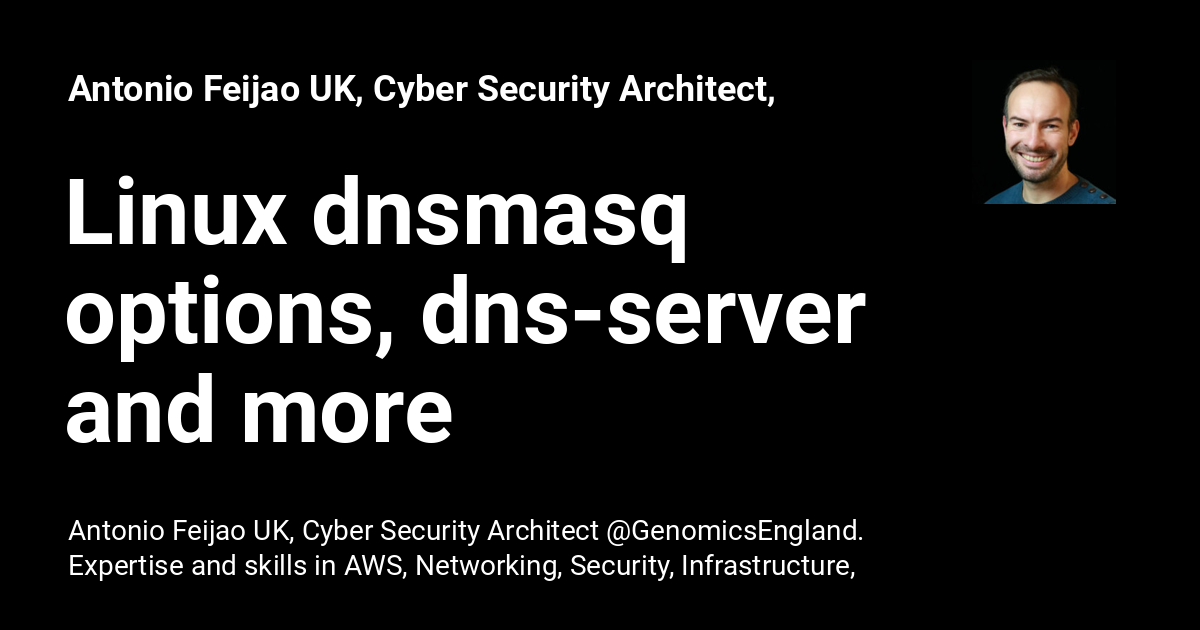 Antonio Feijao UK, Cyber Security Architect,
Linux dnsmasq
options, dns-server
and more
Antonio Feijao UK, Cyber Security Architect @GenomicsEngland.
Expertise and skills in AWS, Networking, Security, Infrastructure,